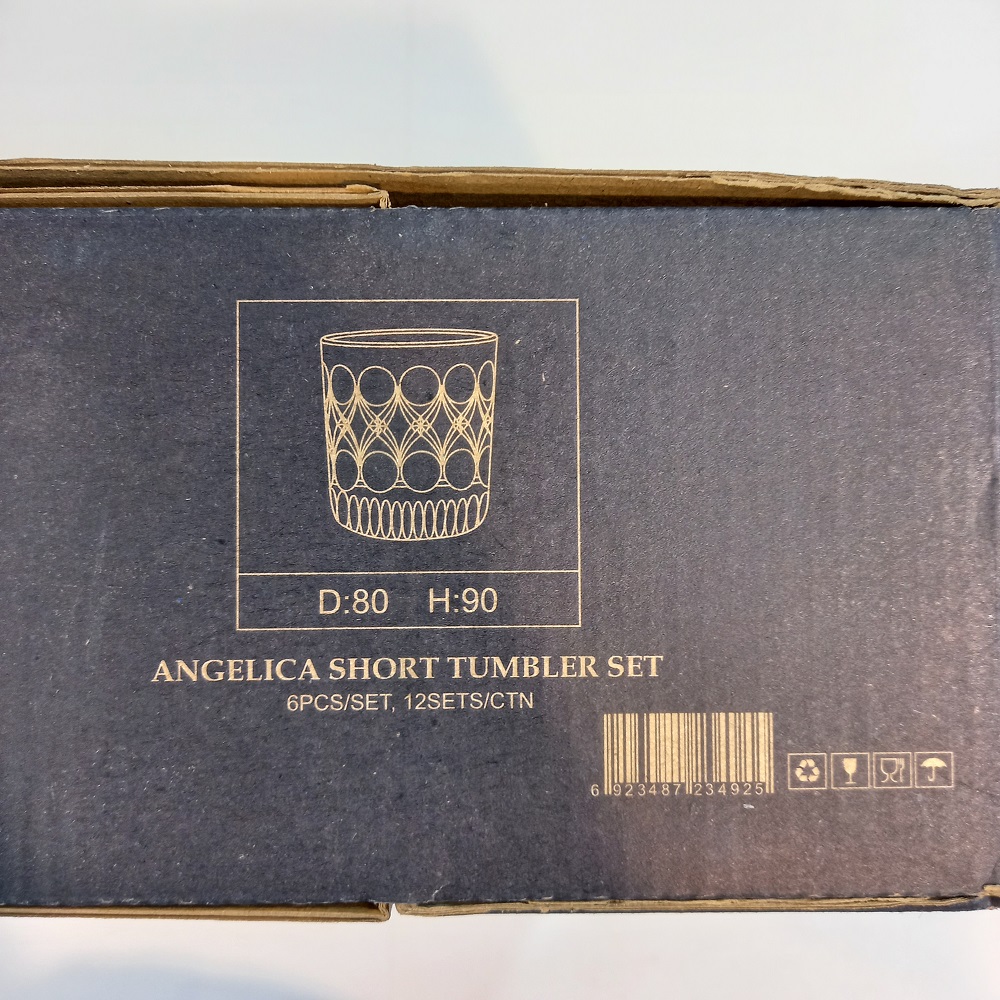 D:80 H:90
ANGELICA SHORT TUMBLER SET
6PCS/SET, 12SETS/CTN
6 923487 234925